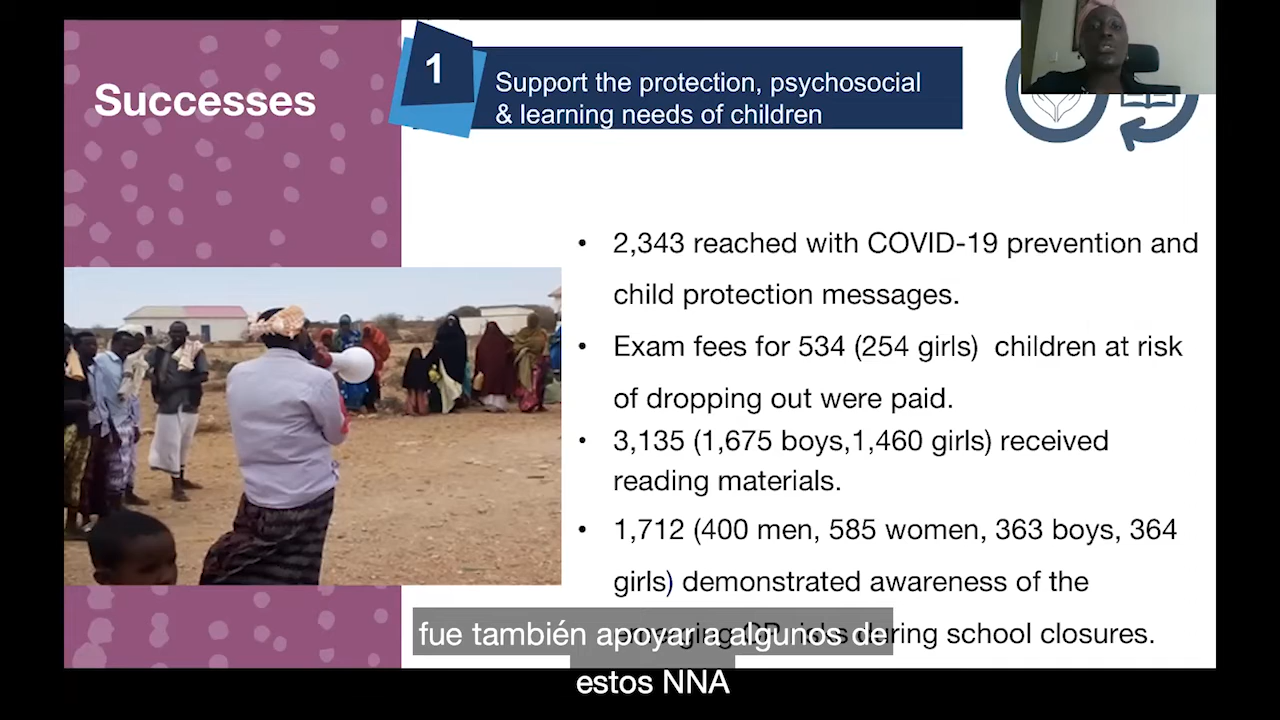 Successes
1
Support the protection, psychosocial
& learning needs of children
• 2,343 reached with COVID-19 prevention and
child protection messages.
• Exam fees for 534 (254 girls) children at risk
of dropping out were paid.
• 3,135 (1,675 boys,1,460 girls) received
reading materials.
• 1,712 (400 men, 585 women, 363 boys, 364
girls) demonstrated awareness of the
during school closures.
fue también apoyar a algunos de
estos NNA